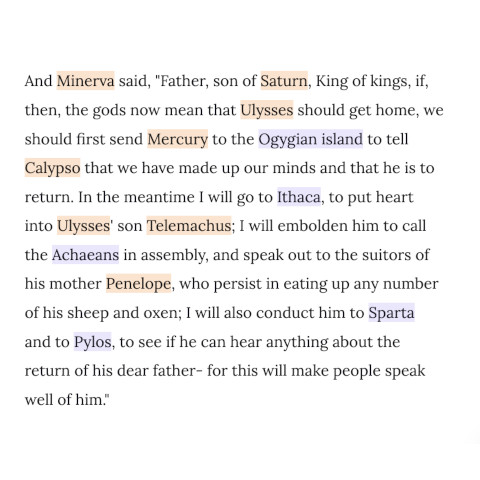 And Minerva said, "Father, son of Saturn, King of kings, if,
then, the gods now mean that Ulysses should get home, we
should first send Mercury to the Ogygian island to tell
Calypso that we have made up our minds and that he is to
return. In the meantime I will go to Ithaca, to put heart
into Ulysses' son Telemachus; I will embolden him to call
the Achaeans in assembly, and speak out to the suitors of
his mother Penelope, who persist in eating up any number
of his sheep and oxen; I will also conduct him to Sparta
and to Pylos, to see if he can hear anything about the
return of his dear father- for this will make people speak
well of him."